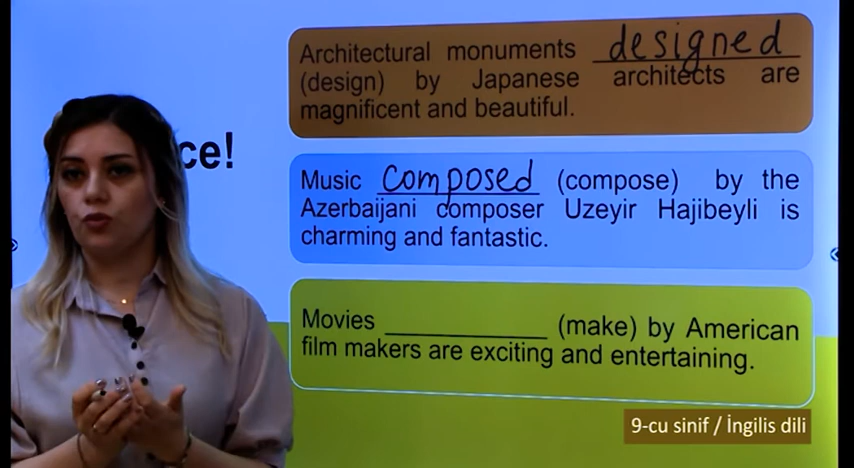 ce!
Architectural monuments designed
(design) by Japanese architects are
magnificent and beautiful.
Music composed (compose) by the
Azerbaijani composer Uzeyir Hajibeyli is
charming and fantastic.
Movies ____________ (make) by American
film makers are exciting and entertaining.
9-cu sinif / İngilis dili